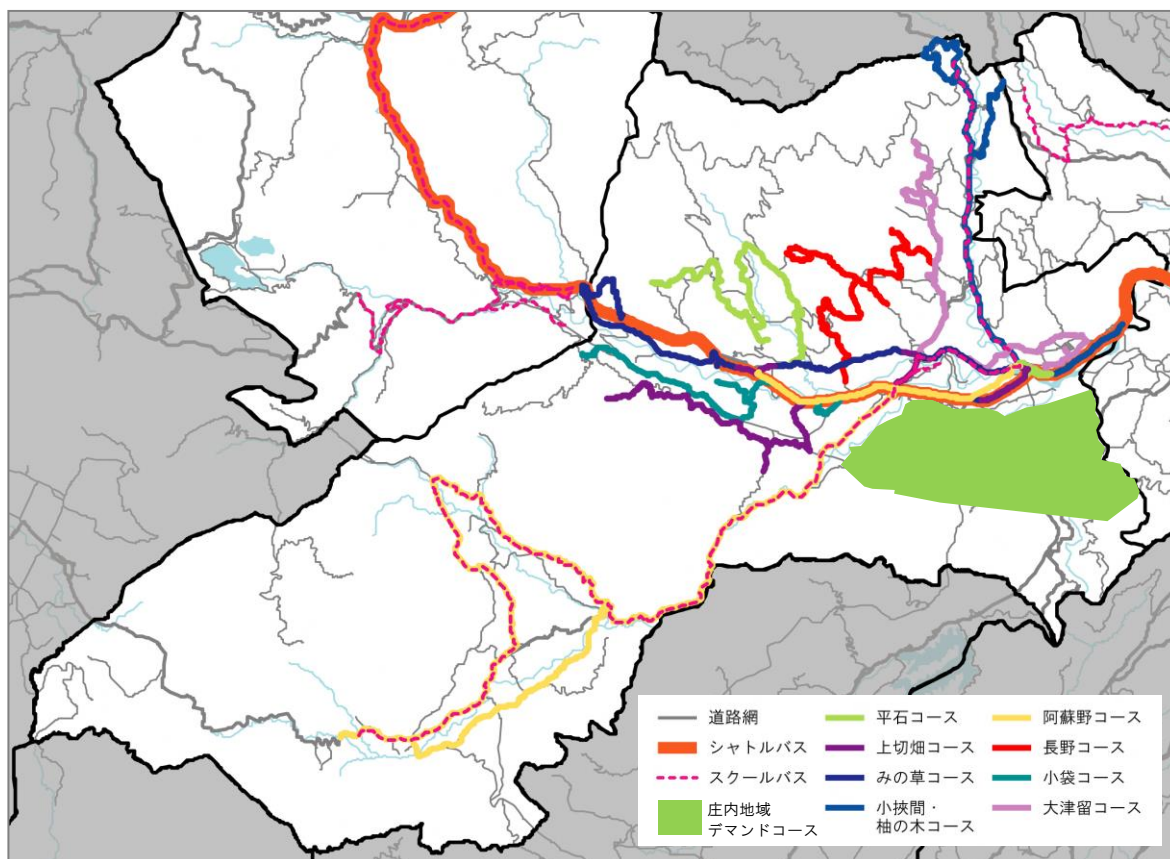 道路網
平石コース
阿蘇野コース
シャトルバス
上切畑コース
長野コース
スクールバス
みの草コース
小袋コース
庄内地域
デマンドコース
小挾間・
柚の木コース
大津留コース